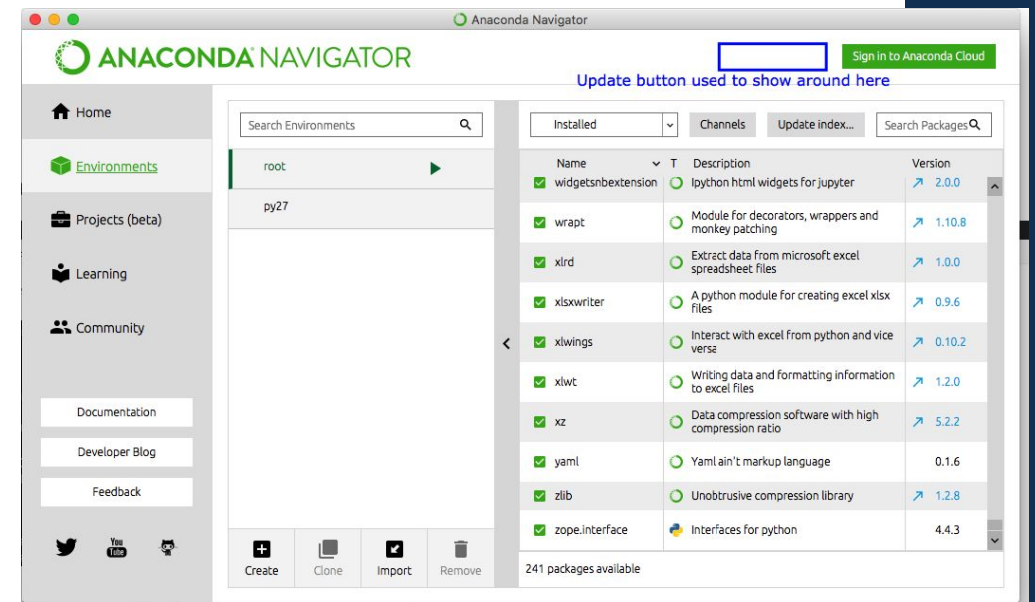 Anaconda Navigator
ANACONDA NAVIGATOR
Sign in to Anaconda Cloud
Update button used to show around here
Home
Environments
Projects (beta)
Learning
Community
Documentation
Developer Blog
Feedback
You
Tube
Search Environments
root
py27
Create Clone Import Remove
Installed Channels Update index... Search Packages
Name T Description Version
widgetsnbextension Ipython html widgets for jupyter 2.0.0
wrapt Module for decorators, wrappers and
monkey patching 1.10.8
xlrd Extract data from microsoft excel
spreadsheet files 1.0.0
xlsxwriter A python module for creating excel xlsx
files 0.9.6
xlwings Interact with excel from python and vice
versa 0.10.2
xlwt Writing data and formatting information
to excel files 1.2.0
xz Data compression software with high
compression ratio 5.2.2
yaml Yaml ain't markup language 0.1.6
zlib Unobtrusive compression library 1.2.8
zope.interface Interfaces for python 4.4.3
241 packages available